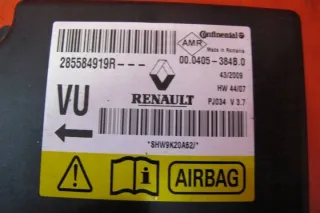 Continental
AMR Made in Romania
285584919R--- 00.0405-384B.0
43/2009
HW 44/07
VU RENAULT PJ034 V 3.7
*SHW9K20A52/*
! i AIRBAG